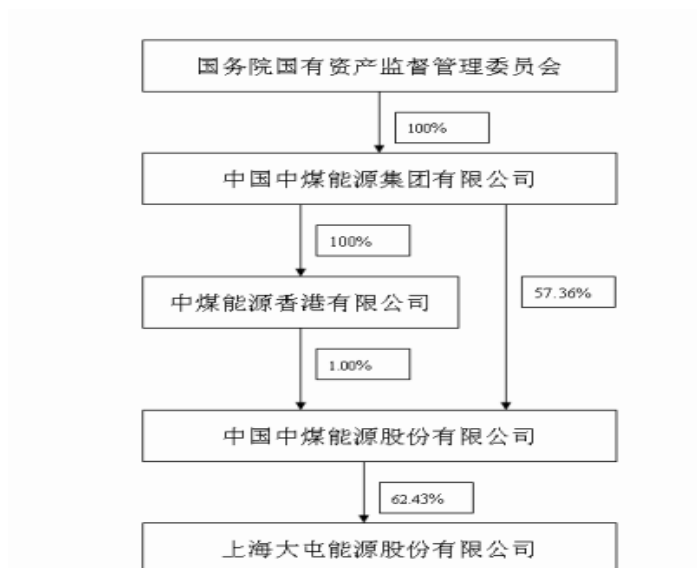 国务院国有资产监督管理委员会
100%
中国中煤能源集团有限公司
100%
57.36%
中煤能源香港有限公司
1.00%
中国中煤能源股份有限公司
62.43%
上海大屯能源股份有限公司